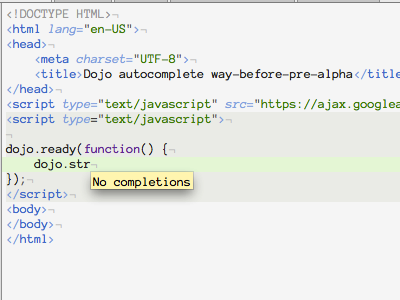 <!DOCTYPE HTML>¬
<html lang="en-US">¬
<head>¬
    <meta charset="UTF-8">¬
    <title>Dojo autocomplete way-before-pre-alpha</title
</head>¬
<script type="text/javascript" src="https://ajax.googlea
<script type="text/javascript">¬
¬
dojo.ready(function() {¬
    dojo.str¬
No completions
});¬
</script>¬
<body>¬
</body>¬
</html>